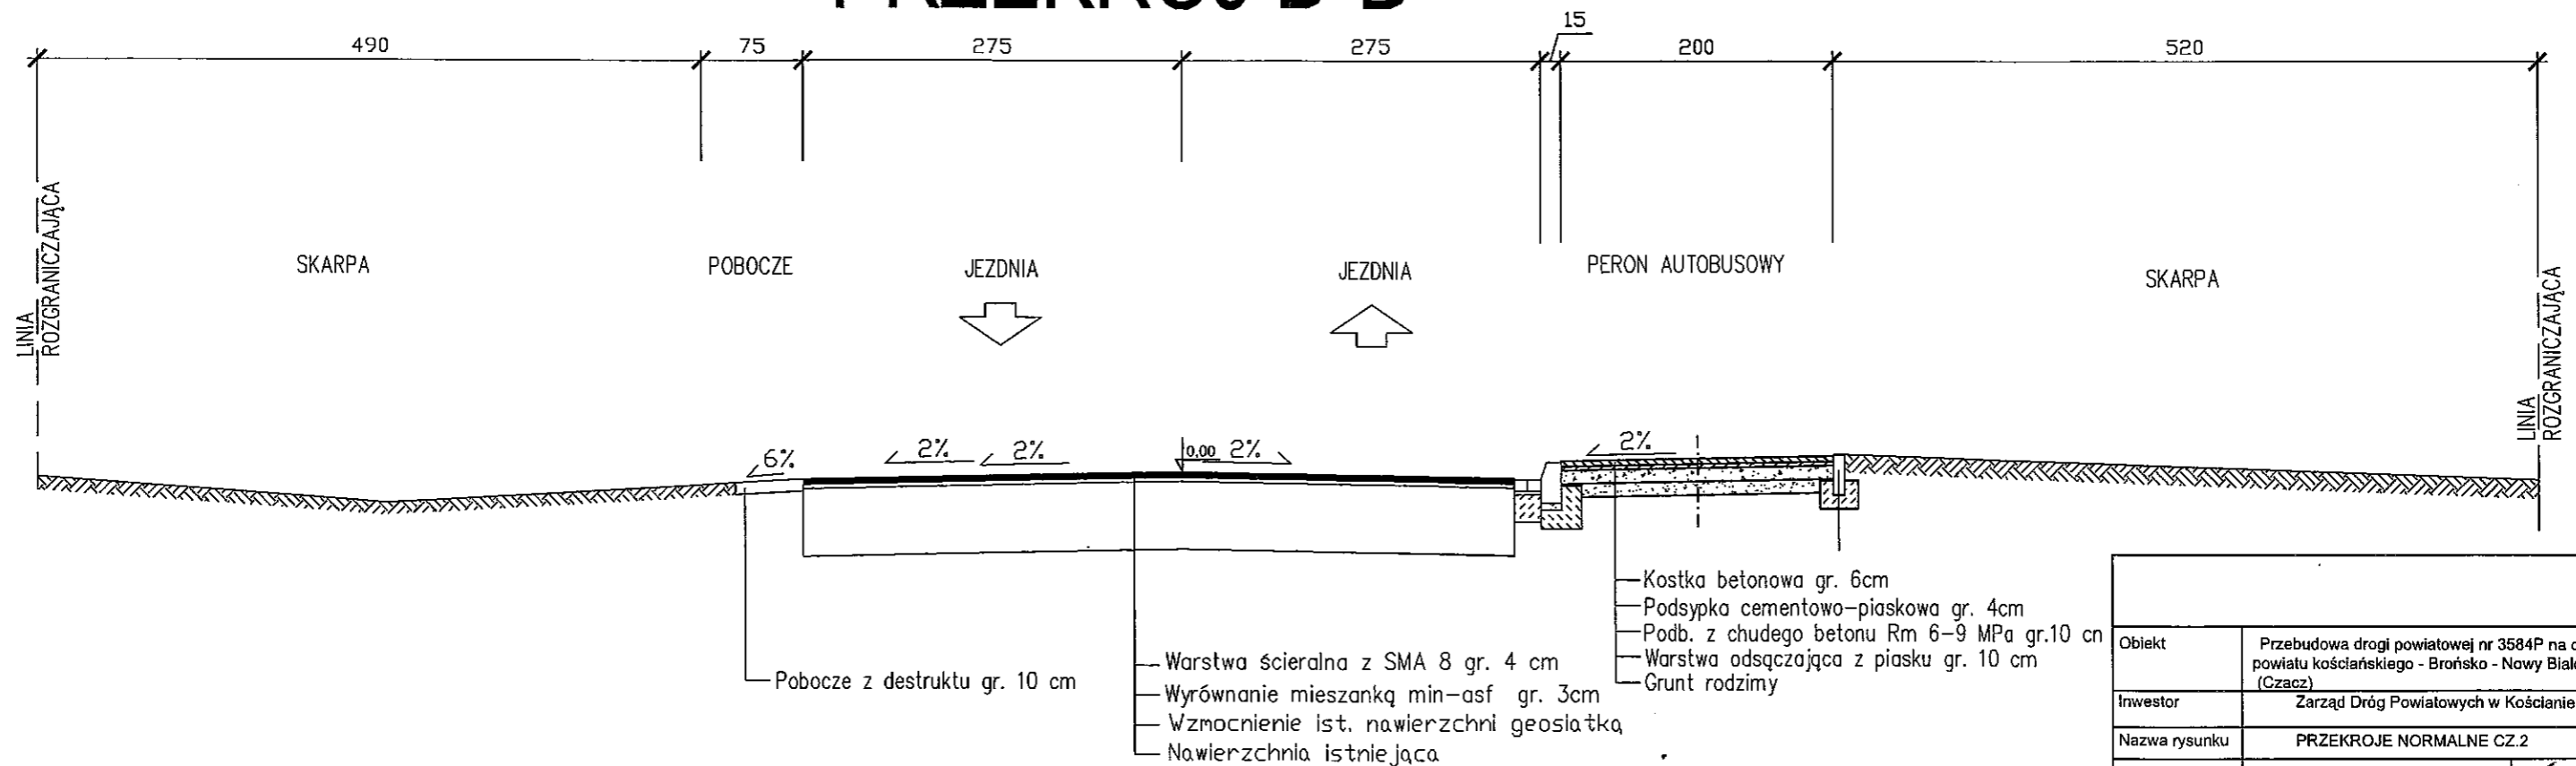 490 75 275 275 15 200 520
LINIA
ROZGRANICZAJĄCA
SKARPA
POBOCZE
JEZDNIA
JEZDNIA
PERON AUTOBUSOWY
SKARPA
LINIA
ROZGRANICZAJĄCA
6% 2% 2% 0,00 2% 2%
Pobocze z destruktu gr. 10 cm
Warstwa ścieralna z SMA 8 gr. 4 cm
Wyrównanie mieszanką min-asf gr. 3cm
Wzmocnienie ist. nawierzchni geosiatką
Nawierzchnia istniejąca
Kostka betonowa gr. 6cm
Podsypka cementowo-piaskowa gr. 4cm
Podb. z chudego betonu Rm 6-9 MPa gr.10 cn
Warstwa odsączająca z piasku gr. 10 cm
Grunt rodzimy
Obiekt
Przebudowa drogi powiatowej nr 3584P na
powiatu kościańskiego - Brońsko - Nowy
(Czacz)
Inwestor
Zarząd Dróg Powiatowych w Kościanie
Nazwa rysunku
PRZEKROJE NORMALNE CZ.2